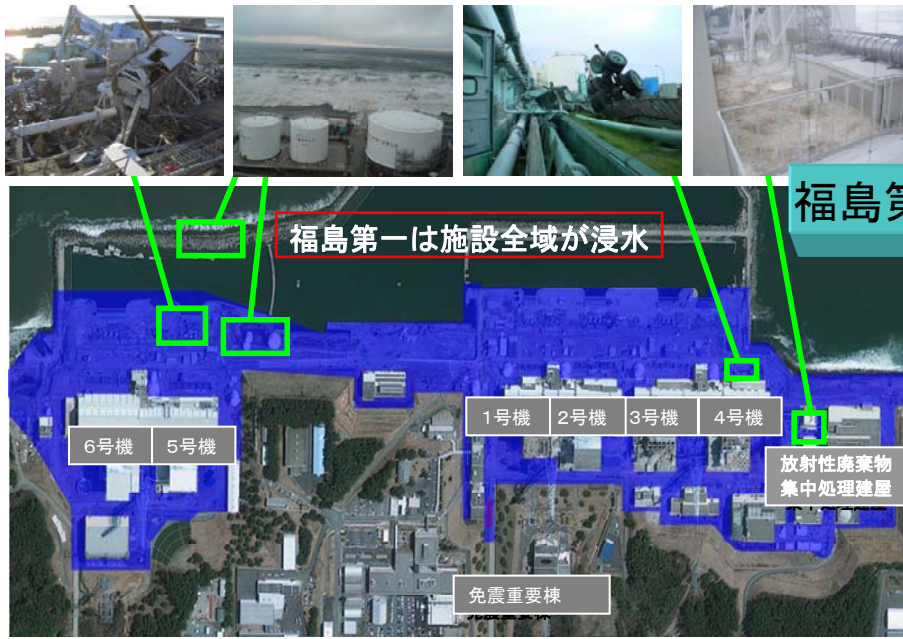 福島第
福島第一は施設全域が浸水
1号機
2号機
3号機
4号機
6号機
5号機
放射性廃棄物
集中処理建屋
免震重要棟